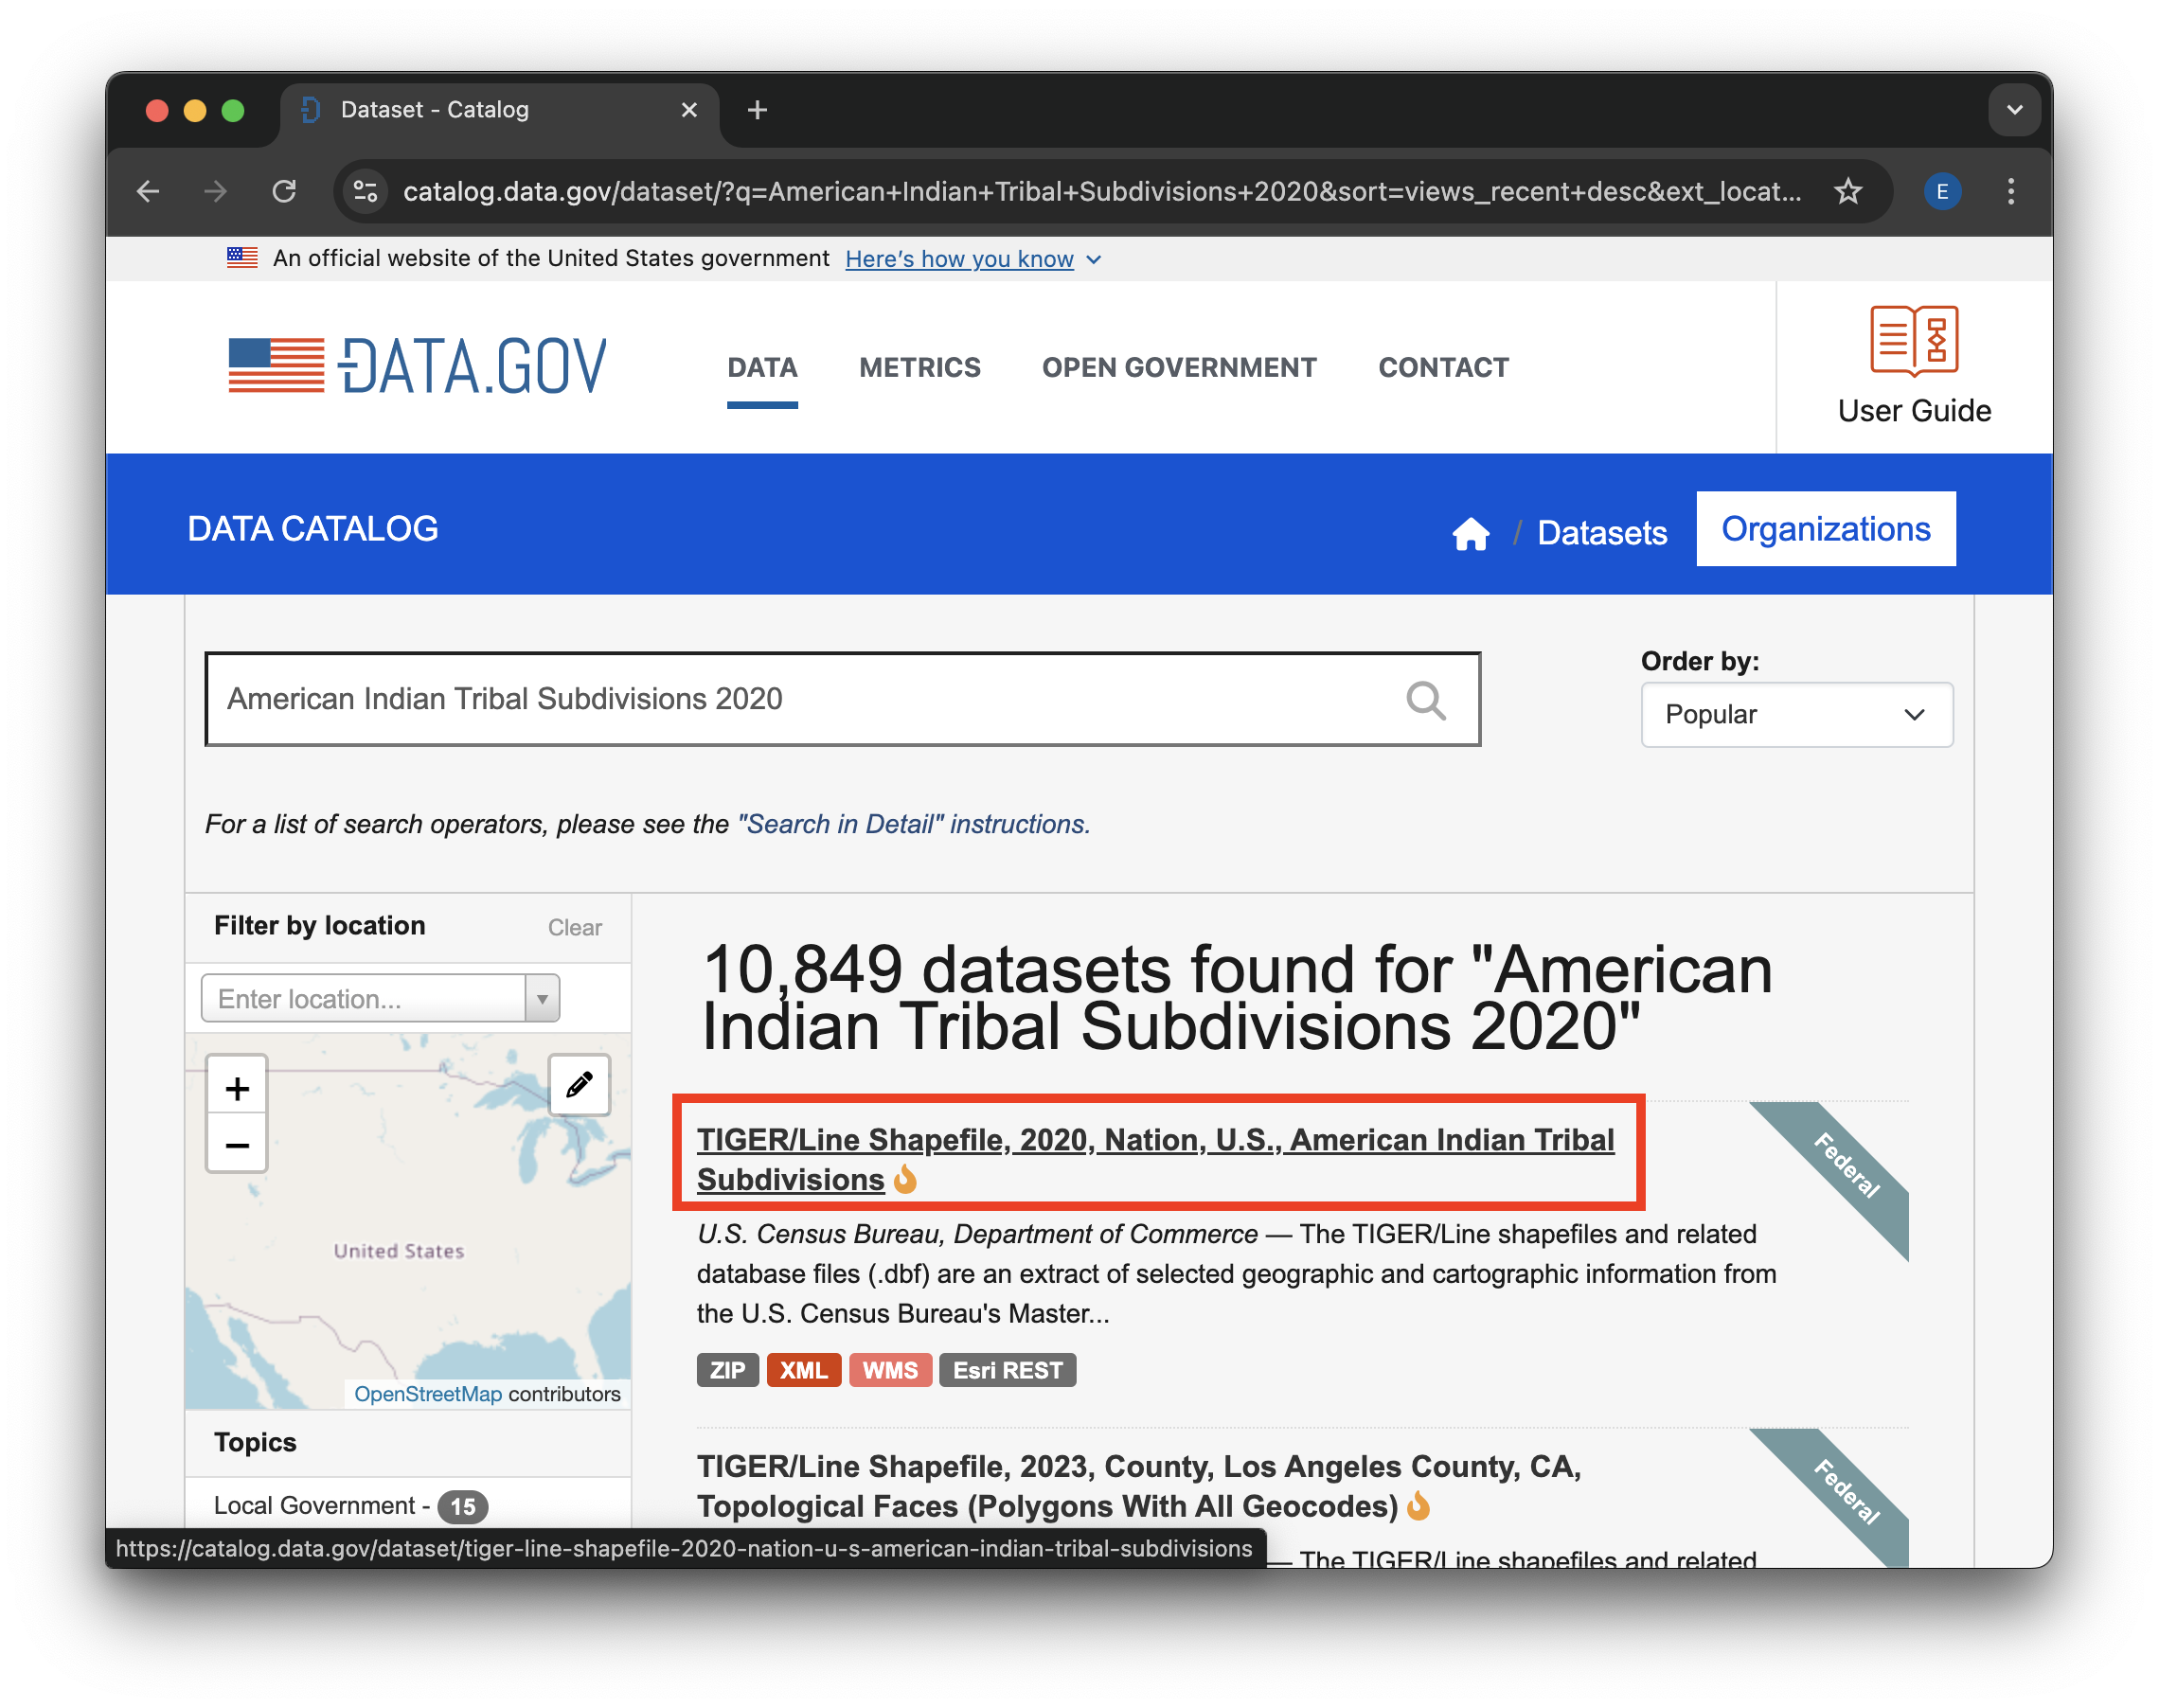 Dataset - Catalog
catalog.data.gov/dataset/?q=American+Indian+Tribal+Subdivisions+2020&sort=views_recent+desc&ext_locat...
E
An official website of the United States government Here's how you know
DATA.GOV
DATA METRICS OPEN GOVERNMENT CONTACT
User Guide
DATA CATALOG
/ Datasets Organizations
American Indian Tribal Subdivisions 2020
Order by:
Popular
For a list of search operators, please see the "Search in Detail" instructions.
Filter by location Clear
Enter location...
+
−
United States
OpenStreetMap contributors
Topics
Local Government - 15
10,849 datasets found for "American
Indian Tribal Subdivisions 2020"
TIGER/Line Shapefile, 2020, Nation, U.S., American Indian Tribal
Subdivisions
Federal
U.S. Census Bureau, Department of Commerce — The TIGER/Line shapefiles and related
database files (.dbf) are an extract of selected geographic and cartographic information from
the U.S. Census Bureau's Master...
ZIP XML WMS Esri REST
TIGER/Line Shapefile, 2023, County, Los Angeles County, CA,
Topological Faces (Polygons With All Geocodes)
Federal
— The TIGER/Line shapefiles and related
https://catalog.data.gov/dataset/tiger-line-shapefile-2020-nation-u-s-american-indian-tribal-subdivisions